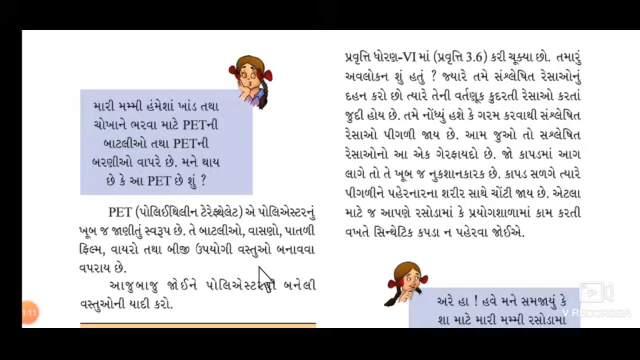 મારી મમ્મી હંમેશાં ખાંડ તથા
ચોખાને ભરવા માટે PETની
બાટલીઓ તથા PETની
બરણીઓ વાપરે છે. મને થાય
છે કે આ PET છે શું ?
PET (પોલિઇથિલીન ટેરેફ્થેલેટ) એ પોલિએસ્ટરનું
ખૂબ જ જાણીતું સ્વરૂપ છે. તે બાટલીઓ, વાસણો, પાતળી
ફિલ્મ, વાયરો તથા બીજી ઉપયોગી વસ્તુઓ બનાવવા
વપરાય છે.
આજુબાજુ જોઈને પોલિએસ્ટરની બનેલી
વસ્તુઓની યાદી કરો.
1:11
પ્રવૃત્તિ ધોરણ-VI માં (પ્રવૃત્તિ 3.6) કરી ચૂક્યા છો. તમારું
અવલોકન શું હતું ? જ્યારે તમે સંશ્લેષિત રેસાઓનું
દહન કરો છો ત્યારે તેની વર્તણૂક કુદરતી રેસાઓ કરતાં
જુદી હોય છે. તમે નોંધ્યું હશે કે ગરમ કરવાથી સંશ્લેષિત
રેસાઓ પીગળી જાય છે. આમ જુઓ તો સંશ્લેષિત
રેસાઓનો આ એક ગેરફાયદો છે. જો કાપડમાં આગ
લાગે તો તે ખૂબ જ નુકશાનકારક છે. કાપડ સળગે ત્યારે
પીગળીને પહેરનારના શરીર સાથે ચોંટી જાય છે. એટલા
માટે જ આપણે રસોડામાં કે પ્રયોગશાળામાં કામ કરતી
વખતે સિન્થેટિક કપડા ન પહેરવા જોઈએ.
અરે હા ! હવે મને સમજાયું કે
શા માટે મારી મમ્મી રસોડામાં
V RECORDER